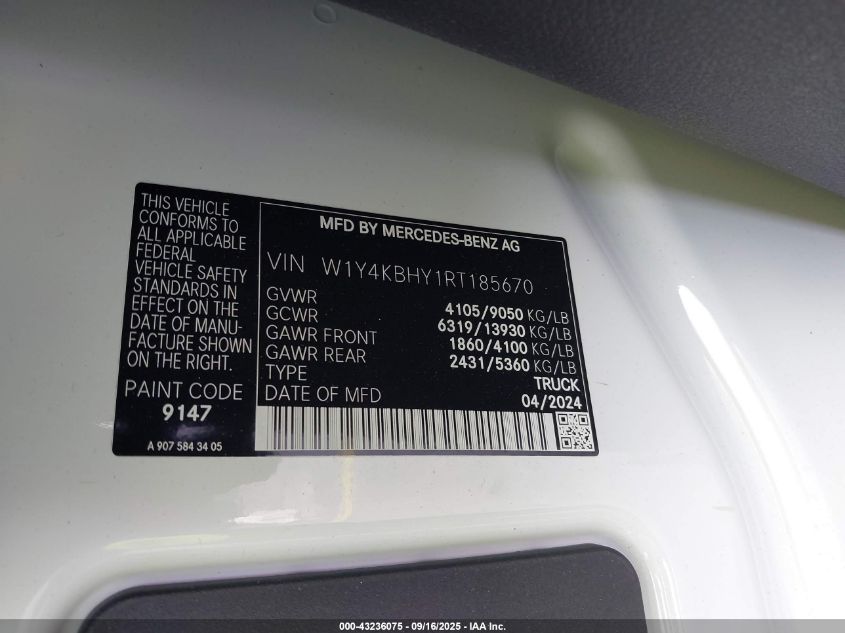 THIS VEHICLE
CONFORMS TO
ALL APPLICABLE
FEDERAL
VEHICLE SAFETY
STANDARDS IN
EFFECT ON THE
DATE OF MANU-
FACTURE SHOWN
ON THE RIGHT.
PAINT CODE
9147
A 907 584 34 05
MFD BY MERCEDES-BENZ AG
VIN W1Y4KBHY1RT185670
GVWR 4105/9050 KG/LB
GCWR 6319/13930 KG/LB
GAWR FRONT 1860/4100 KG/LB
GAWR REAR 2431/5360 KG/LB
TYPE TRUCK
DATE OF MFD 04/2024
000-43236075 - 09/16/2025 - IAA Inc.